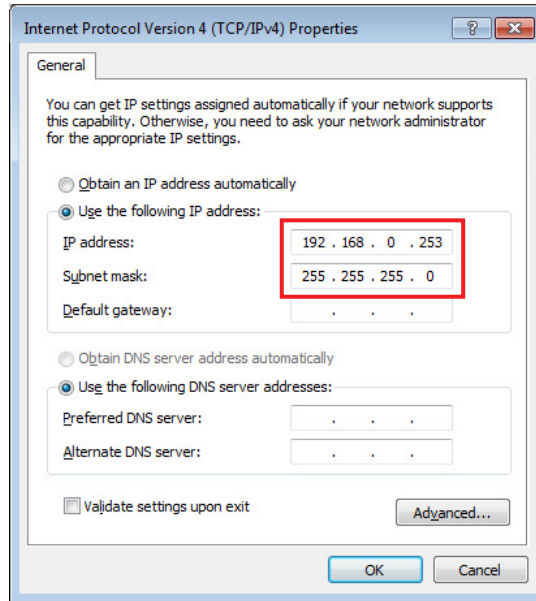 Internet Protocol Version 4 (TCP/IPv4) Properties
General
You can get IP settings assigned automatically if your network supports
this capability. Otherwise, you need to ask your network administrator
for the appropriate IP settings.
Obtain an IP address automatically
Use the following IP address:
IP address: 192 . 168 . 0 . 253
Subnet mask: 255 . 255 . 255 . 0
Default gateway: . . .
Obtain DNS server address automatically
Use the following DNS server addresses:
Preferred DNS server: . . .
Alternate DNS server: . . .
Validate settings upon exit
Advanced...
OK Cancel